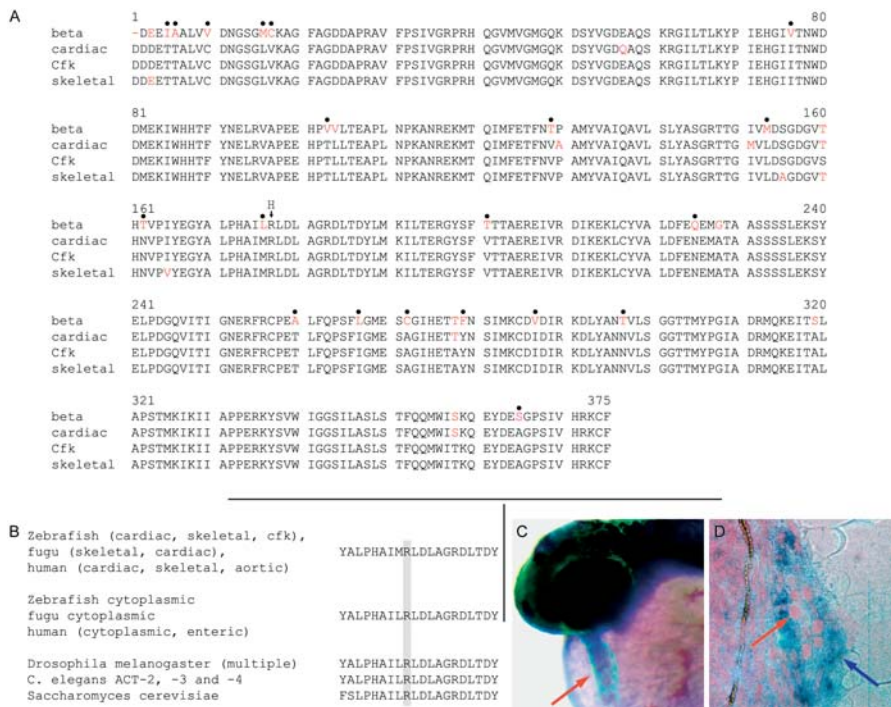 A
1 80
beta -DEEIAALVV DNGSGMCKAG FAGDDAPRAV FPSIVGRPRH QGVMVGMGQK DSYVGDEAQS KRGILTLKYP IEHGIVTNWD
cardiac DDDETTALVC DNGSGLVKAG FAGDDAPRAV FPSIVGRPRH QGVMVGMGQK DSYVGDQAQS KRGILTLKYP IEHGIITNWD
Cfk DDDETTALVC DNGSGLVKAG FAGDDAPRAV FPSIVGRPRH QGVMVGMGQK DSYVGDEAQS KRGILTLKYP IEHGIITNWD
skeletal DDEETTALVC DNGSGLVKAG FAGDDAPRAV FPSIVGRPRH QGVMVGMGQK DSYVGDEAQS KRGILTLKYP IEHGIITNWD
81 160
beta DMEKIWHHTF YNELRVAPEE HPVVLTEAPL NPKANREKMT QIMFETFNTP AMYVAIQAVL SLYASGRTTG IVMDSGDGVT
cardiac DMEKIWHHTF YNELRVAPEE HPTLLTEAPL NPKANREKMT QIMFETFNVA AMYVAIQAVL SLYASGRTTG MVLDSGDGVT
Cfk DMEKIWHHTF YNELRVAPEE HPTLLTEAPL NPKANREKMT QIMFETFNVP AMYVAIQAVL SLYASGRTTG IVLDSGDGVS
skeletal DMEKIWHHTF YNELRVAPEE HPTLLTEAPL NPKANREKMT QIMFETFNVP AMYVAIQAVL SLYASGRTTG IVLDAGDGVT
161 H 240
beta HTVPIYEGYA LPHAILRLDL AGRDLTDYLM KILTERGYSF TTTAEREIVR DIKEKLCYVA LDFEQEMGTA ASSSSLEKSY
cardiac HNVPIYEGYA LPHAIMRLDL AGRDLTDYLM KILTERGYSF VTTAEREIVR DIKEKLCYVA LDFENEMATA ASSSSLEKSY
Cfk HNVPIYEGYA LPHAIMRLDL AGRDLTDYLM KILTERGYSF VTTAEREIVR DIKEKLCYVA LDFENEMATA ASSSSLEKSY
skeletal HNVPVYEGYA LPHAIMRLDL AGRDLTDYLM KILTERGYSF VTTAEREIVR DIKEKLCYVA LDFENEMATA ASSSSLEKSY
241 320
beta ELPDGQVITI GNERFRCPEA LFQPSFLGME SCGIHETTFN SIMKCDVDIR KDLYANTVLS GGTTMYPGIA DRMQKEITSL
cardiac ELPDGQVITI GNERFRCPET LFQPSFIGME SAGIHETTYN SIMKCDIDIR KDLYANNVLS GGTTMYPGIA DRMQKEITAL
Cfk ELPDGQVITI GNERFRCPET LFQPSFIGME SAGIHETAYN SIMKCDIDIR KDLYANNVLS GGTTMYPGIA DRMQKEITAL
skeletal ELPDGQVITI GNERFRCPET LFQPSFIGME SAGIHETAYN SIMKCDIDIR KDLYANNVLS GGTTMYPGIA DRMQKEITAL
321 375
beta APSTMKIKII APPERKYSVW IGGSILASLS TFQQMWISKQ EYDESGPSIV HRKCF
cardiac APSTMKIKII APPERKYSVW IGGSILASLS TFQQMWISKQ EYDEAGPSIV HRKCF
Cfk APSTMKIKII APPERKYSVW IGGSILASLS TFQQMWITKQ EYDEAGPSIV HRKCF
skeletal APSTMKIKII APPERKYSVW IGGSILASLS TFQQMWITKQ EYDEAGPSIV HRKCF
B
Zebrafish (cardiac, skeletal, cfk),
fugu (skeletal, cardiac), YALPHAIMRLDLAGRDLTDY
human (cardiac, skeletal, aortic)
Zebrafish cytoplasmic
fugu cytoplasmic YALPHAILRLDLAGRDLTDY
human (cytoplasmic, enteric)
Drosophila melanogaster (multiple) YALPHAILRLDLAGRDLTDY
C. elegans ACT-2, -3 and -4 YALPHAILRLDLAGRDLTDY
Saccharomyces cerevisiae FSLPHAILRLDLAGRDLTDY
C
D